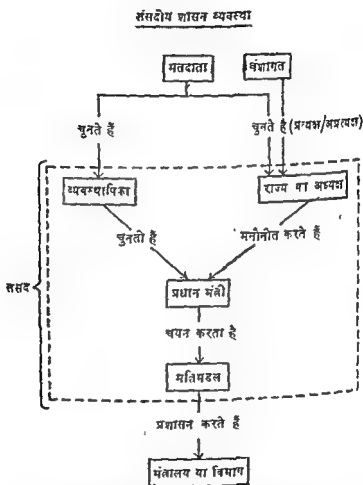 संसदीय शासन व्यवस्था
मतदाता
वंशागत
चुनते हैं
चुनते है (प्रत्यक्ष/अप्रत्यक्ष)
व्यवस्थापिका
राज्य का अध्यक्ष
चुनती है
मनोनीत करते हैं
संसद
प्रधान मंत्री
चयन करता है
मंत्रिमंडल
प्रशासन करते हैं
मंत्रालय या विभाग